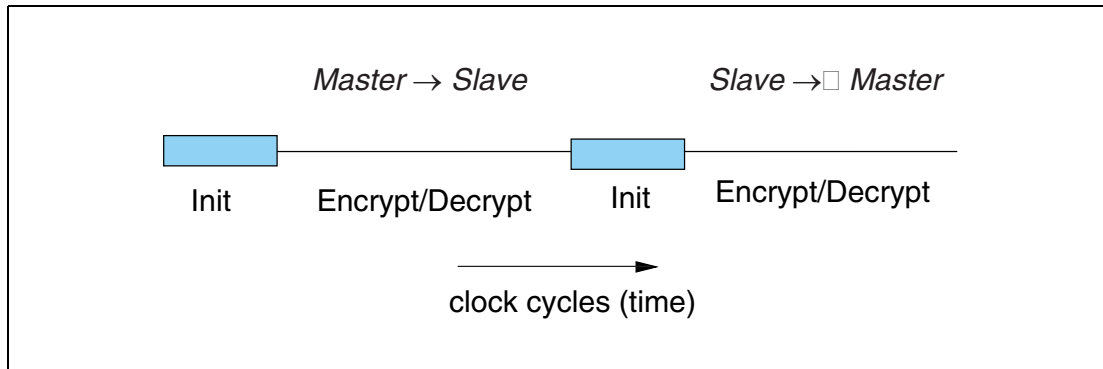 Master → Slave
Slave →□ Master
Init
Encrypt/Decrypt
Init
Encrypt/Decrypt
clock cycles (time)